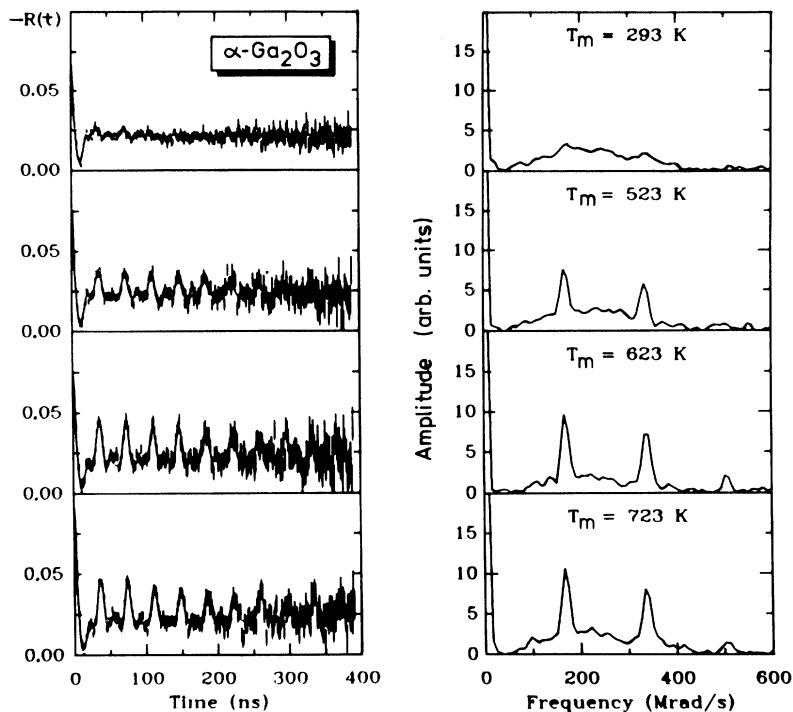 −R(t)
α-Ga₂O₃
0.05
0.00
0.05
0.00
0.05
0.00
0.05
0.00
0 100 200 300 400
Time (ns)
Amplitude (arb. units)
Tₘ = 293 K
15
10
5
0
Tₘ = 523 K
15
10
5
0
Tₘ = 623 K
15
10
5
0
Tₘ = 723 K
15
10
5
0
0 200 400 600
Frequency (Mrad/s)